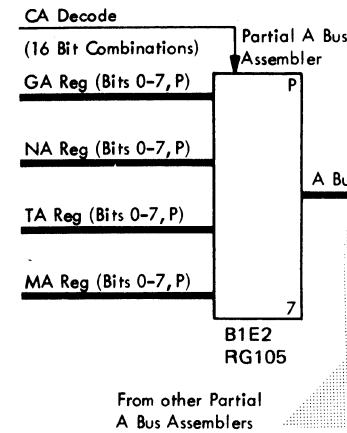 CA Decode
(16 Bit Combinations)
Partial A Bus
Assembler
GA Reg (Bits 0-7, P)
P
NA Reg (Bits 0-7, P)
A Bu
TA Reg (Bits 0-7, P)
MA Reg (Bits 0-7, P)
7
B1E2
RG105
From other Partial
A Bus Assemblers